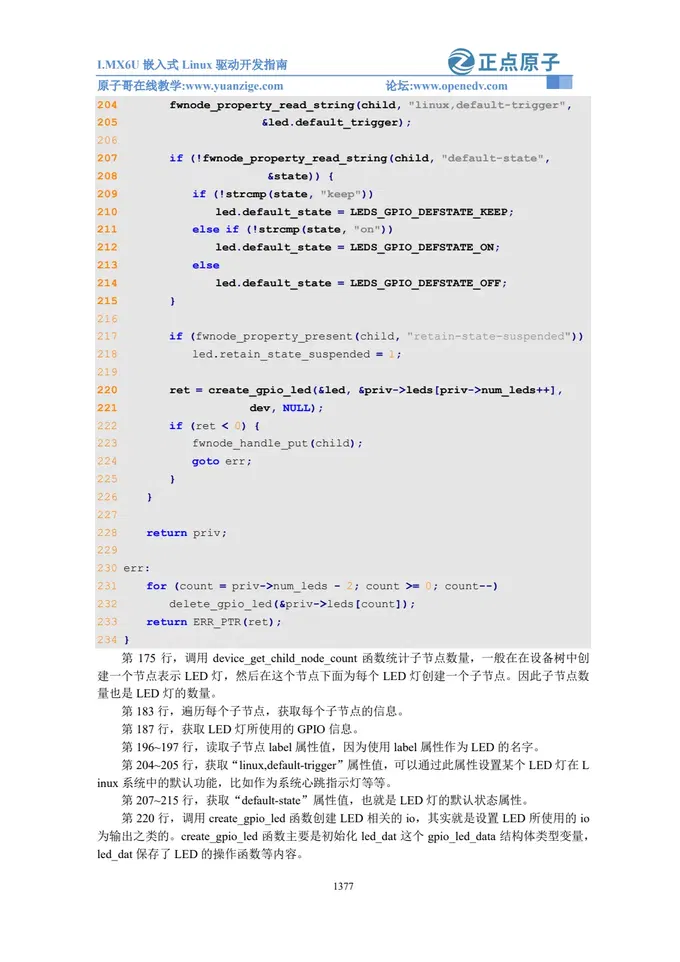 I.MX6U 嵌入式 Linux 驱动开发指南
正点原子
原子哥在线教学:www.yuanzige.com 论坛:www.openedv.com
204 fwnode_property_read_string(child, "linux,default-trigger",
205 &led.default_trigger);
206
207 if (!fwnode_property_read_string(child, "default-state",
208 &state)) {
209 if (!strcmp(state, "keep"))
210 led.default_state = LEDS_GPIO_DEFSTATE_KEEP;
211 else if (!strcmp(state, "on"))
212 led.default_state = LEDS_GPIO_DEFSTATE_ON;
213 else
214 led.default_state = LEDS_GPIO_DEFSTATE_OFF;
215 }
216
217 if (fwnode_property_present(child, "retain-state-suspended"))
218 led.retain_state_suspended = 1;
219
220 ret = create_gpio_led(&led, &priv->leds[priv->num_leds++],
221 dev, NULL);
222 if (ret < 0) {
223 fwnode_handle_put(child);
224 goto err;
225 }
226 }
227
228 return priv;
229
230 err:
231 for (count = priv->num_leds - 2; count >= 0; count--)
232 delete_gpio_led(&priv->leds[count]);
233 return ERR_PTR(ret);
234 }
第 175 行，调用 device_get_child_node_count 函数统计子节点数量，一般在在设备树中创
建一个节点表示 LED 灯，然后在这个节点下面为每个 LED 灯创建一个子节点。因此子节点数
量也是 LED 灯的数量。
第 183 行，遍历每个子节点，获取每个子节点的信息。
第 187 行，获取 LED 灯所使用的 GPIO 信息。
第 196~197 行，读取子节点 label 属性值，因为使用 label 属性作为 LED 的名字。
第 204~205 行，获取“linux,default-trigger”属性值，可以通过此属性设置某个 LED 灯在 L
inux 系统中的默认功能，比如作为系统心跳指示灯等等。
第 207~215 行，获取“default-state”属性值，也就是 LED 灯的默认状态属性。
第 220 行，调用 create_gpio_led 函数创建 LED 相关的 io，其实就是设置 LED 所使用的 io
为输出之类的。create_gpio_led 函数主要是初始化 led_dat 这个 gpio_led_data 结构体类型变量，
led_dat 保存了 LED 的操作函数等内容。
1377